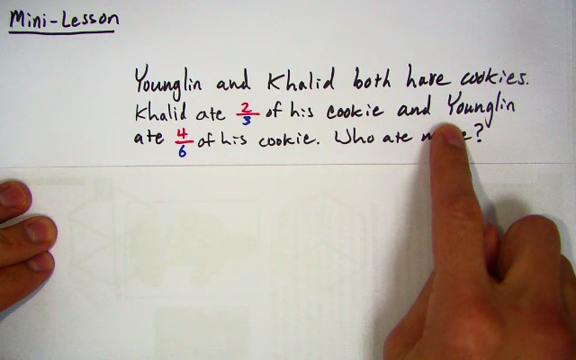 Mini-Lesson
Younglin and Khalid both have cookies.
Khalid ate 2/3 of his cookie and Younglin
ate 4/6 of his cookie. Who ate ?